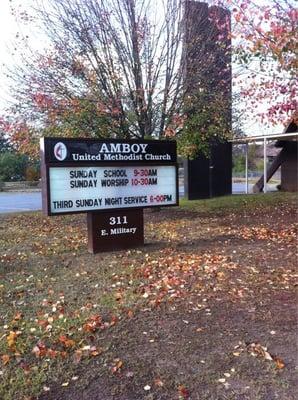 AMBOY
United Methodist Church
SUNDAY SCHOOL 9-30AM
SUNDAY WORSHIP 10-30AM
THIRD SUNDAY NIGHT SERVICE 6-00PM
311
E. Military